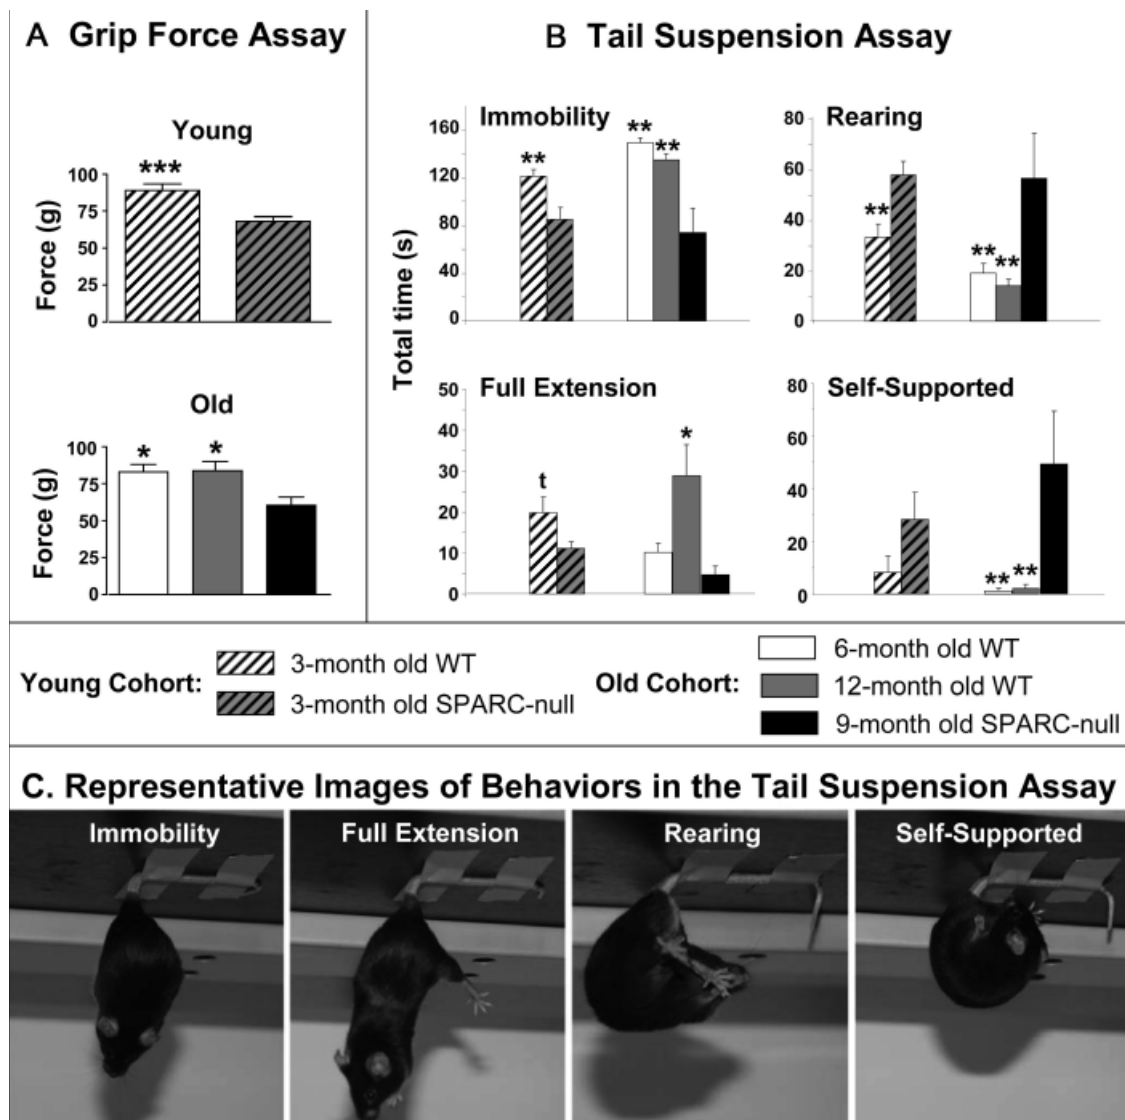 A Grip Force Assay
Young
***
100
75
50
25
0
Force (g)
Old
* *
100
75
50
25
0
Force (g)
B Tail Suspension Assay
Total time (s)
Immobility
160
120
80
40
0
** ** **
Rearing
80
60
40
20
0
** ** **
Full Extension
50
40
30
20
10
0
t *
Self-Supported
80
60
40
20
0
** **
Young Cohort:
3-month old WT
3-month old SPARC-null
Old Cohort:
6-month old WT
12-month old WT
9-month old SPARC-null
C. Representative Images of Behaviors in the Tail Suspension Assay
Immobility
Full Extension
Rearing
Self-Supported